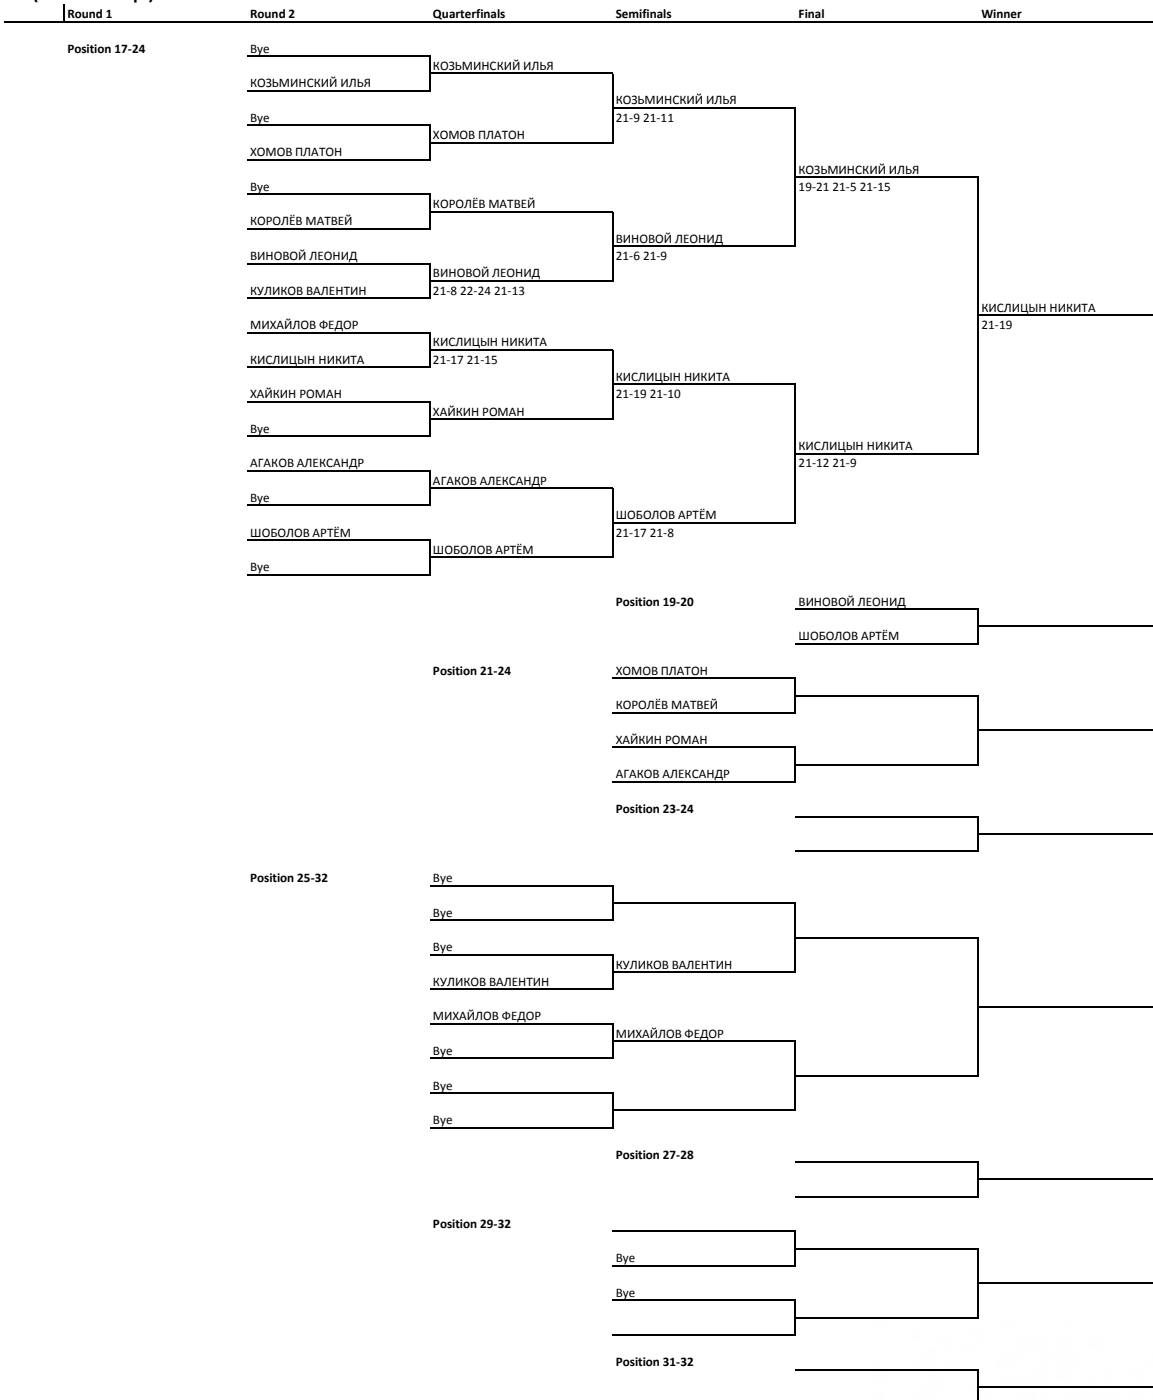 Round 1 Round 2 Quarterfinals Semifinals Final Winner
Position 17-24 Bye
КОЗЬМИНСКИЙ ИЛЬЯ
КОЗЬМИНСКИЙ ИЛЬЯ
КОЗЬМИНСКИЙ ИЛЬЯ
Bye 21-9 21-11
ХОМОВ ПЛАТОН
ХОМОВ ПЛАТОН
КОЗЬМИНСКИЙ ИЛЬЯ
Bye 19-21 21-5 21-15
КОРОЛЁВ МАТВЕЙ
КОРОЛЁВ МАТВЕЙ
ВИНОВОЙ ЛЕОНИД
ВИНОВОЙ ЛЕОНИД 21-6 21-9
ВИНОВОЙ ЛЕОНИД
КУЛИКОВ ВАЛЕНТИН 21-8 22-24 21-13
КИСЛИЦЫН НИКИТА
МИХАЙЛОВ ФЕДОР 21-19
КИСЛИЦЫН НИКИТА
КИСЛИЦЫН НИКИТА 21-17 21-15
КИСЛИЦЫН НИКИТА
ХАЙКИН РОМАН 21-19 21-10
ХАЙКИН РОМАН
Bye
КИСЛИЦЫН НИКИТА
АГАКОВ АЛЕКСАНДР 21-12 21-9
АГАКОВ АЛЕКСАНДР
Bye
ШОБОЛОВ АРТЁМ
ШОБОЛОВ АРТЁМ 21-17 21-8
ШОБОЛОВ АРТЁМ
Bye
Position 19-20 ВИНОВОЙ ЛЕОНИД
ШОБОЛОВ АРТЁМ
Position 21-24 ХОМОВ ПЛАТОН
КОРОЛЁВ МАТВЕЙ
ХАЙКИН РОМАН
АГАКОВ АЛЕКСАНДР
Position 23-24
Position 25-32 Bye
Bye
Bye
КУЛИКОВ ВАЛЕНТИН
КУЛИКОВ ВАЛЕНТИН
МИХАЙЛОВ ФЕДОР
МИХАЙЛОВ ФЕДОР
Bye
Bye
Bye
Position 27-28
Position 29-32
Bye
Bye
Position 31-32